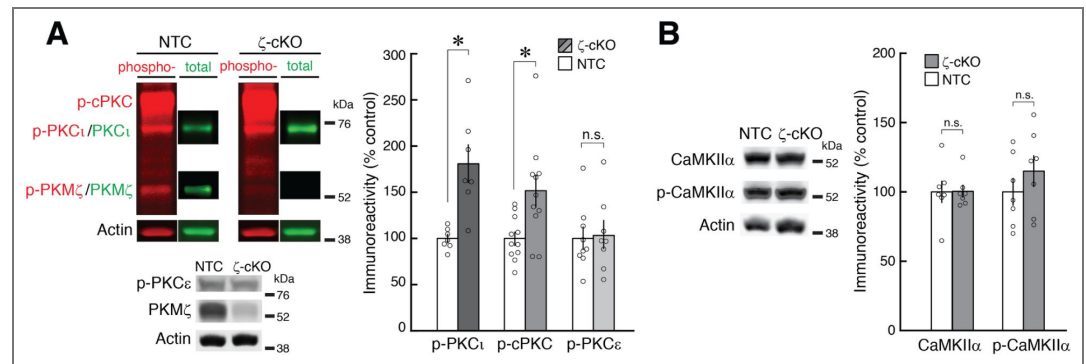 A
NTC ζ-cKO
phospho- total phospho- total
kDa
p-cPKC
76
p-PKCι/PKCι
p-PKMζ/PKMζ
52
Actin
38
NTC ζ-cKO
kDa
p-PKCε
76
PKMζ
52
Actin
38
Immunoreactivity (% control)
300
250
200
150
100
50
0
* * n.s.
ζ-cKO
NTC
p-PKCι p-cPKC p-PKCε
B
NTC ζ-cKO
kDa
CaMKIIα
52
p-CaMKIIα
52
Actin
38
Immunoreactivity (% control)
200
150
100
50
0
ζ-cKO
NTC
n.s. n.s.
CaMKIIα p-CaMKIIα